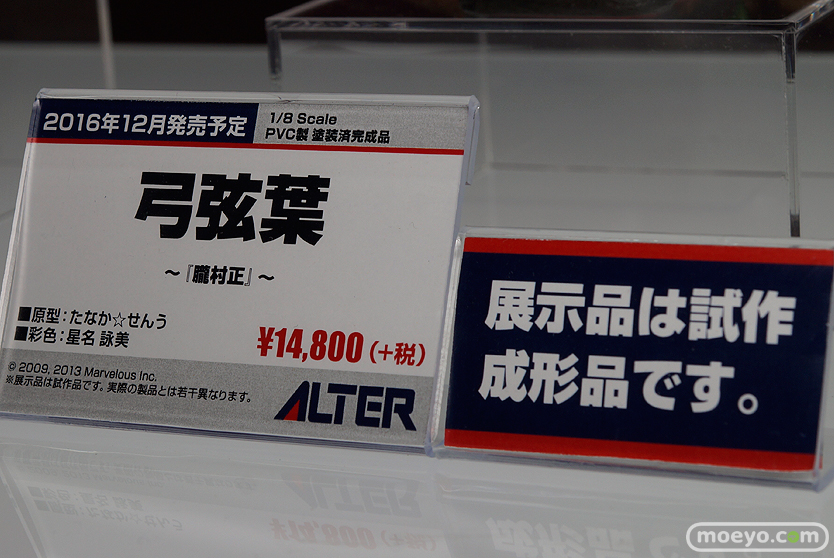 2016年12月発売予定
1/8 Scale
PVC製 塗装済完成品
弓弦葉
～『朧村正』～
■原型：たなか☆せんう
■彩色：星名 詠美
¥14,800（+税）
© 2009, 2013 Marvelous Inc.
※展示品は試作品です。実際の製品とは若干異なります。
ALTER
展示品は試作
成形品です。
moeyo.com